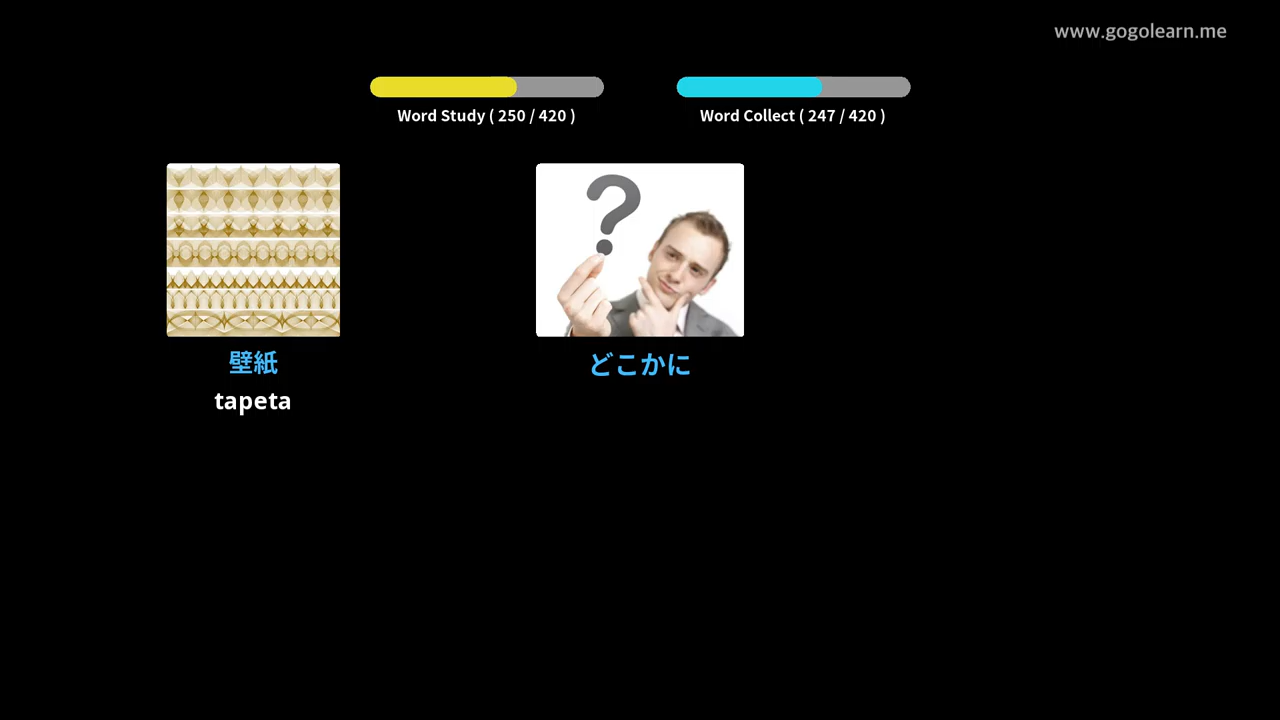 www.gogolearn.me
Word Study ( 250 / 420 )
Word Collect ( 247 / 420 )
壁紙
tapeta
どこかに